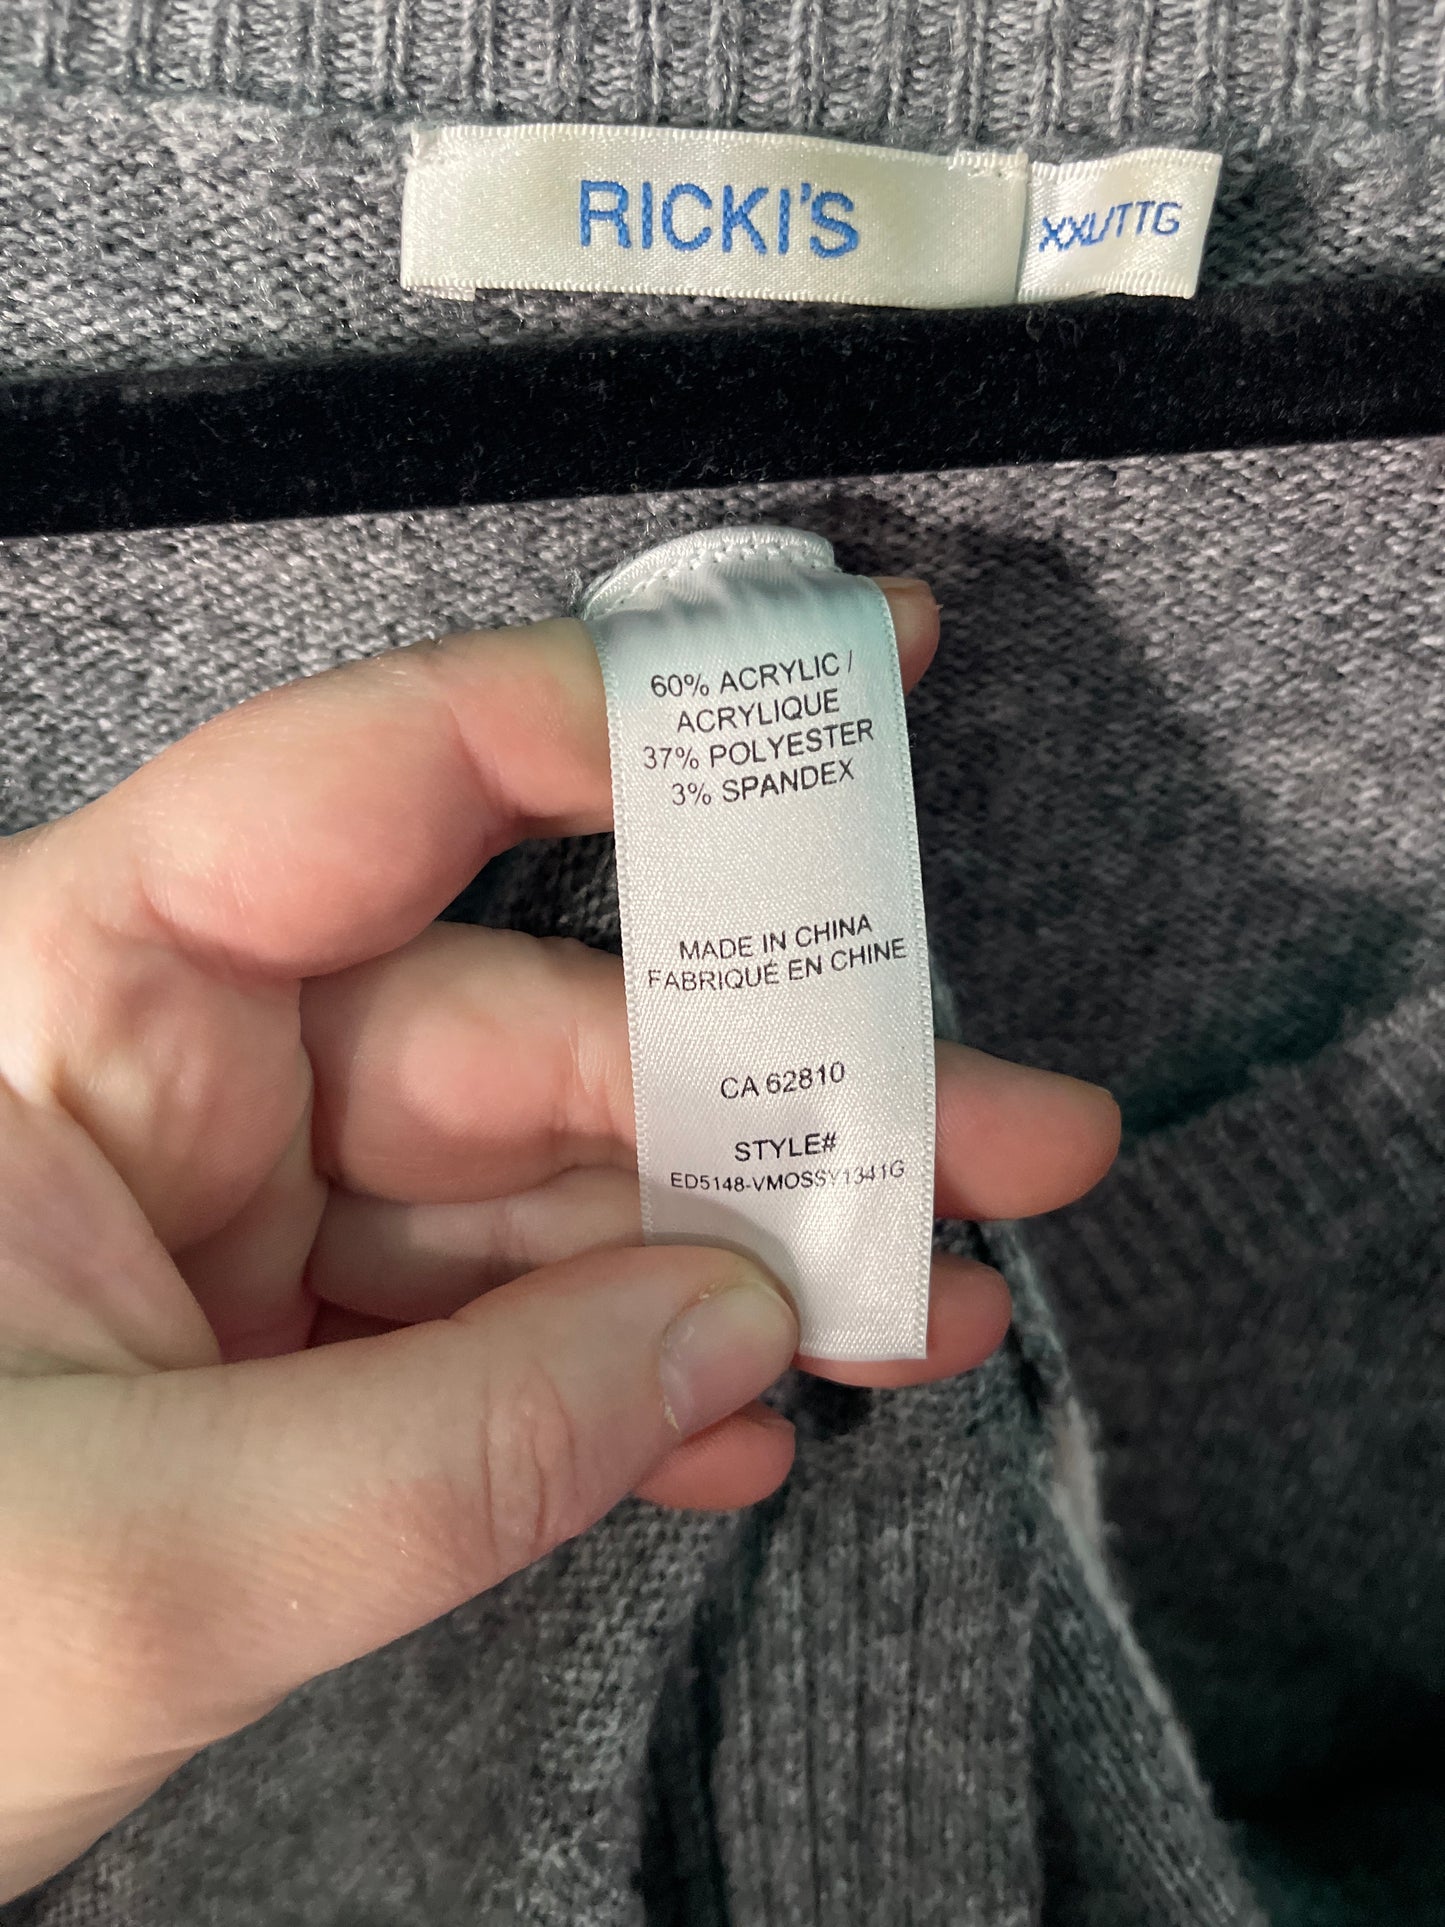 RICKI'S
XXL/TTG
60% ACRYLIC /
ACRYLIQUE
37% POLYESTER
3% SPANDEX
MADE IN CHINA
FABRIQUÉ EN CHINE
CA 62810
STYLE#
ED5148-VMOSSY1341G